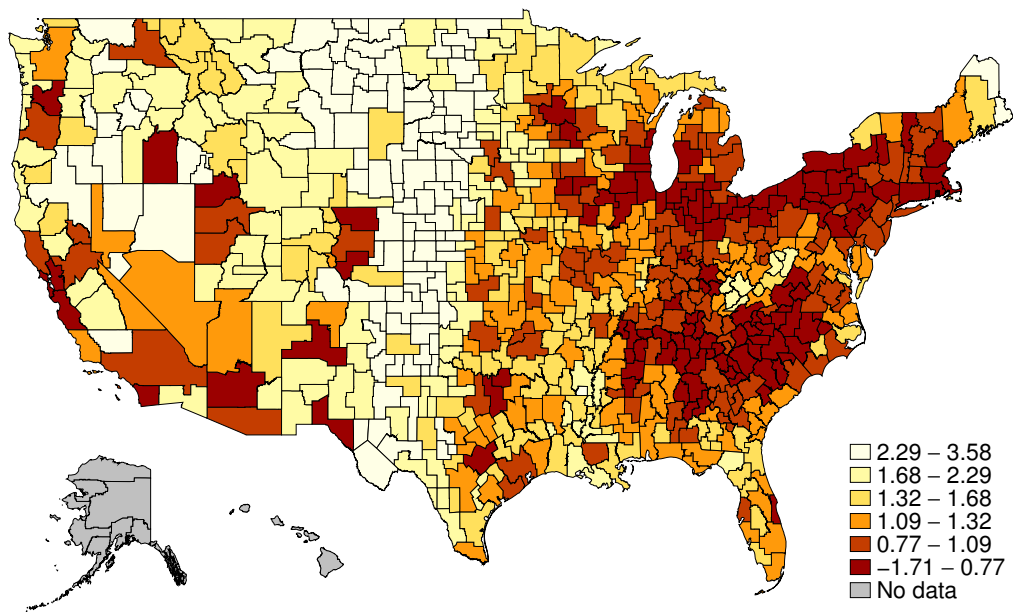 2.29 − 3.58
1.68 − 2.29
1.32 − 1.68
1.09 − 1.32
0.77 − 1.09
−1.71 − 0.77
No data